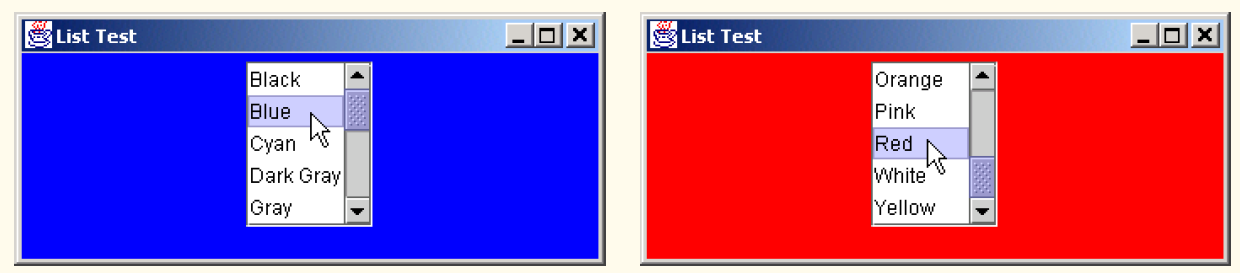 List Test
Black
Blue
Cyan
Dark Gray
Gray
List Test
Orange
Pink
Red
White
Yellow